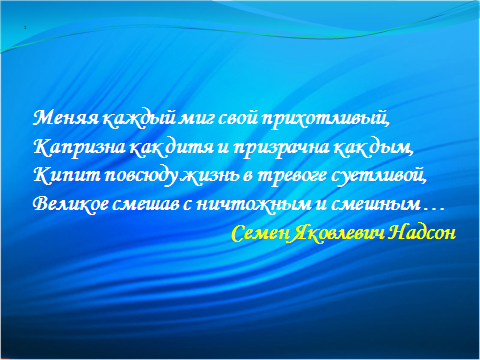 Меняя каждый миг свой прихотливый,
Капризна как дитя и призрачна как дым,
Кипит повсюду жизнь в тревоге суетливой,
Великое смешав с ничтожным и смешным…
Семен Яковлевич Надсон